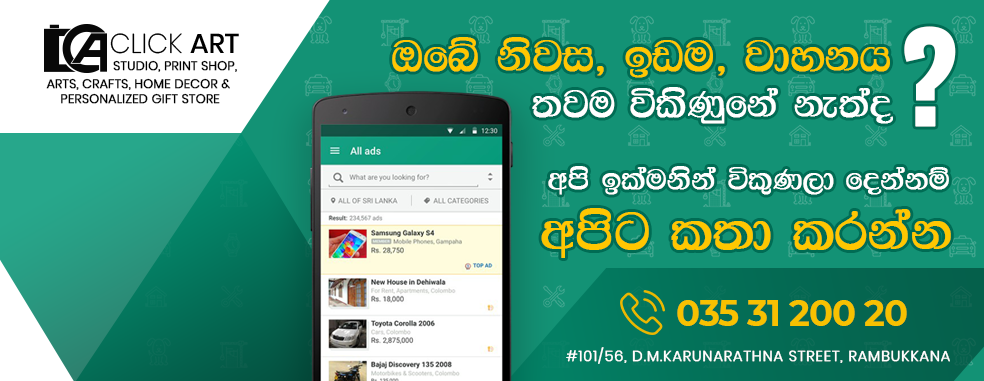 CA CLICK ART
STUDIO, PRINT SHOP,
ARTS, CRAFTS, HOME DECOR &
PERSONALIZED GIFT STORE
ඔබේ නිවස, ඉඩම, වාහනය
තවම විකිණුනේ නැත්ද ?
අපි ඉක්මනින් විකුණලා දෙන්නම්
අපිට කතා කරන්න
035 31 200 20
#101/56, D.M.KARUNARATHNA STREET, RAMBUKKANA
12:30
All ads
What are you looking for?
ALL OF SRI LANKA ALL CATEGORIES
Result: 234,567 ads
Samsung Galaxy S4
MEMBER Mobile Phones, Gampaha
Rs. 28,750
TOP AD
New House in Dehiwala
For Rent, Apartments, Colombo
Rs. 18,000
Toyota Corolla 2006
Cars, Colombo
Rs. 2,875,000
Bajaj Discovery 135 2008
Motorbikes & Scooters, Colombo